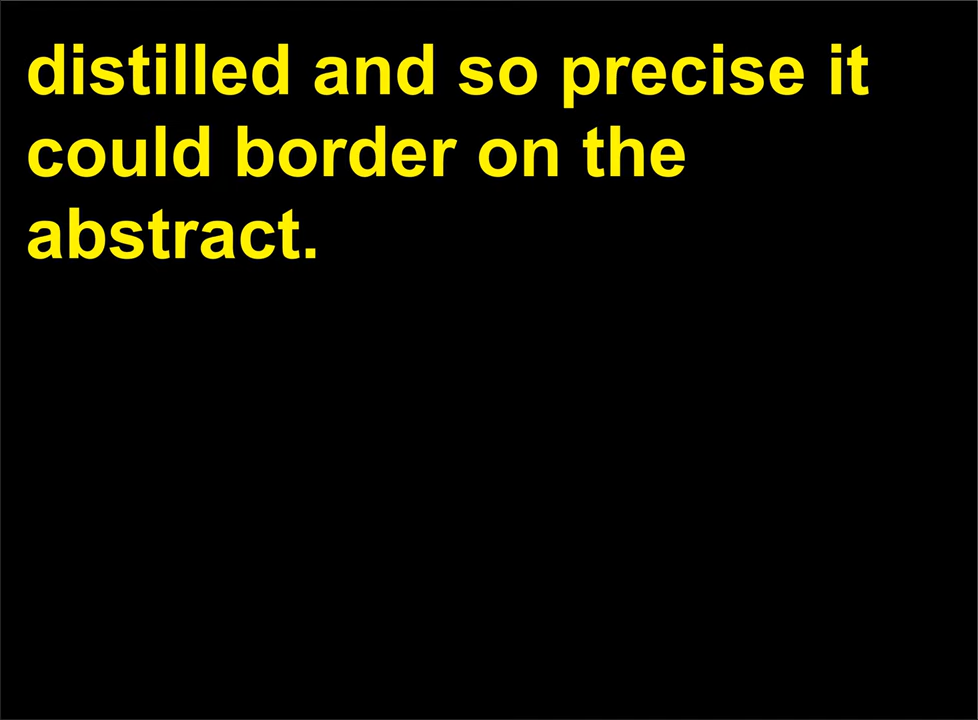 distilled and so precise it
could border on the
abstract.